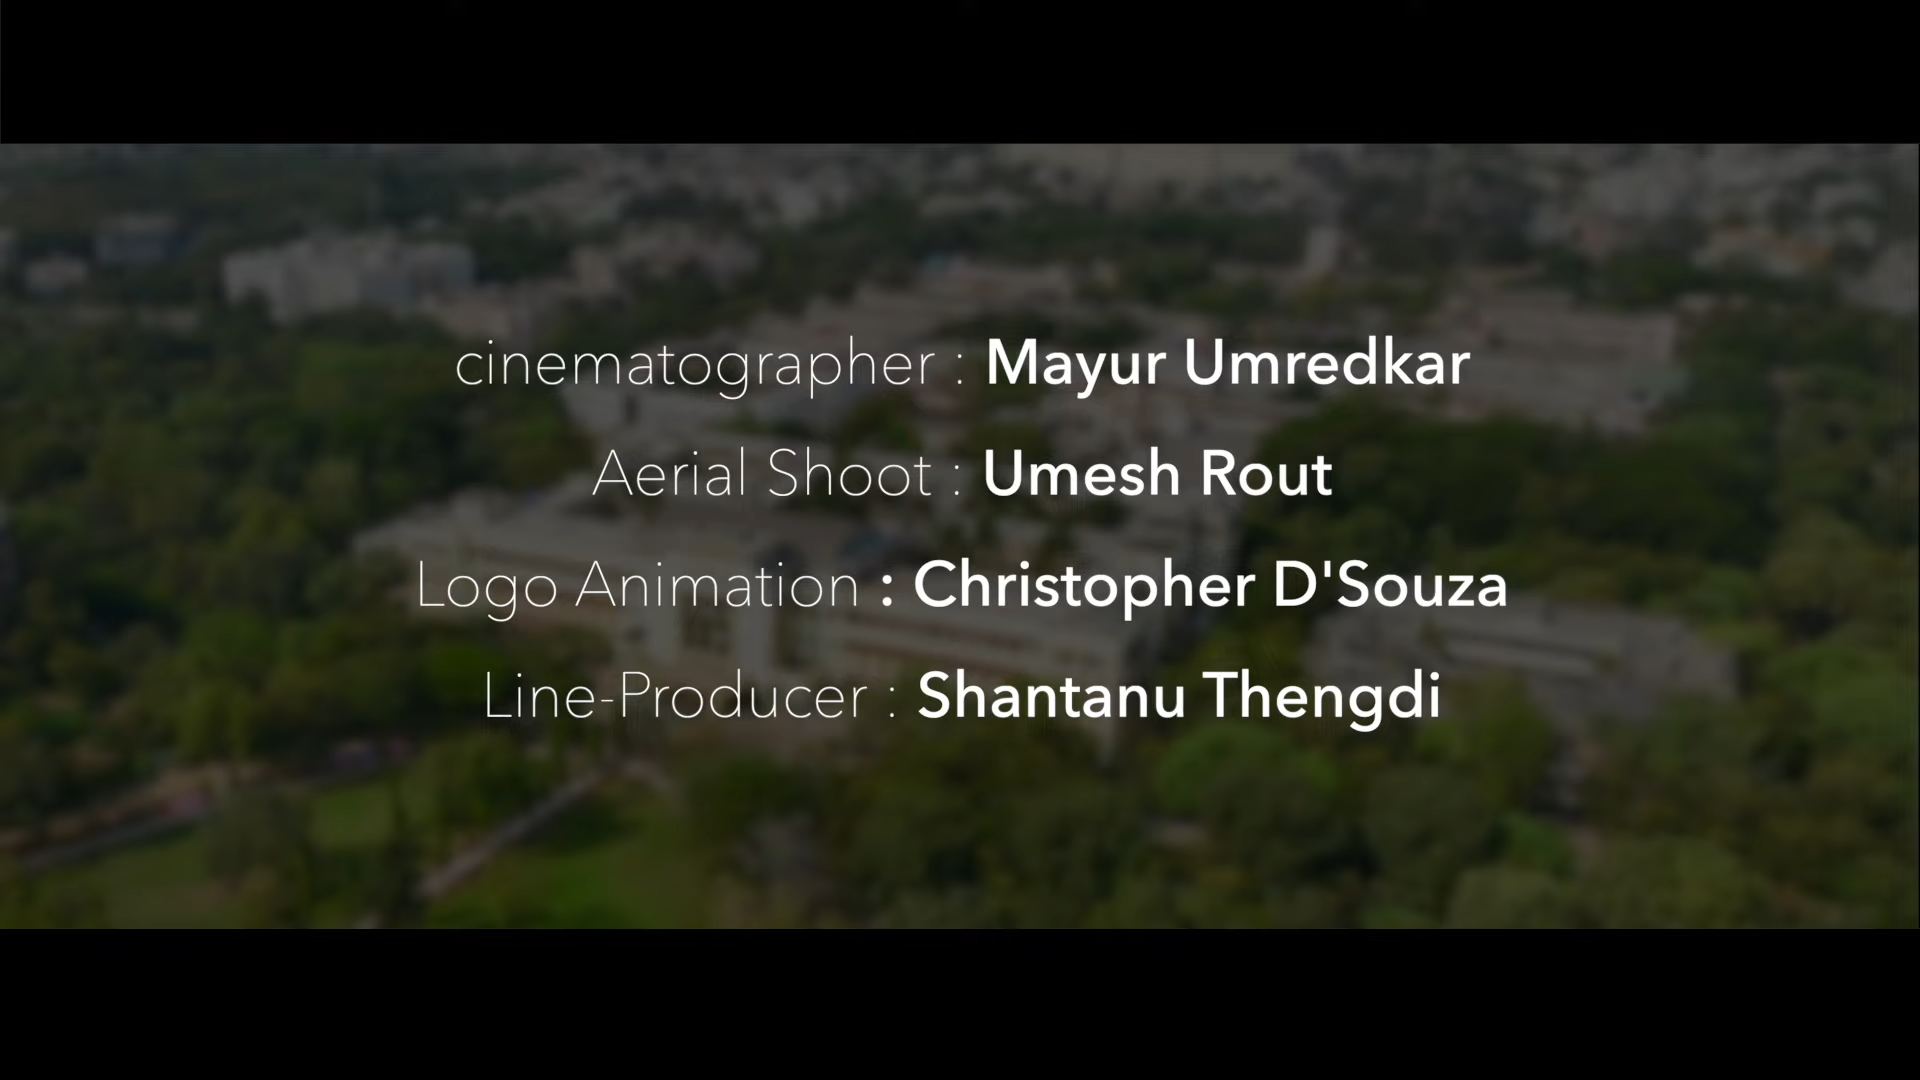 cinematographer : Mayur Umredkar
Aerial Shoot : Umesh Rout
Logo Animation : Christopher D'Souza
Line-Producer : Shantanu Thengdi